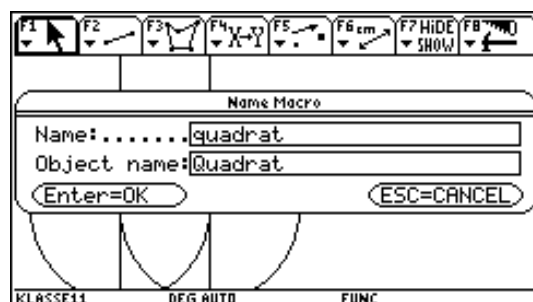 F1 F2 F3 F4 X→Y F5 F6 cm F7 HiDE F8
SHOW
Name Macro
Name:.......quadrat
Object name:Quadrat
Enter=OK ESC=CANCEL
KLASSE11 DEG AUTO FUNC